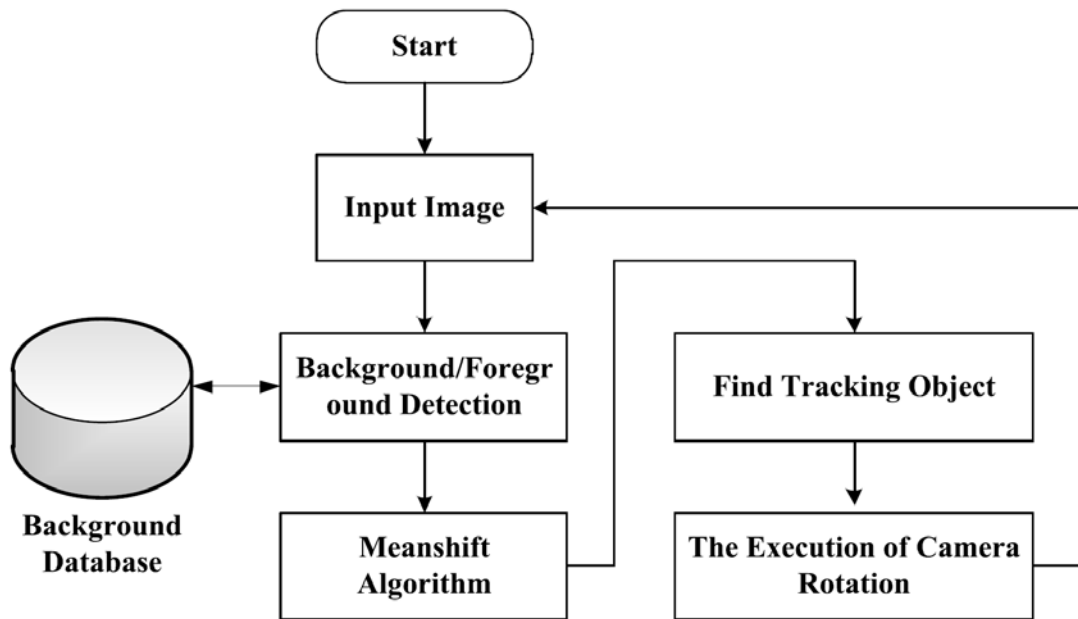 Start
Input Image
Background/Foregr
ound Detection
Background
Database
Meanshift
Algorithm
Find Tracking Object
The Execution of Camera
Rotation